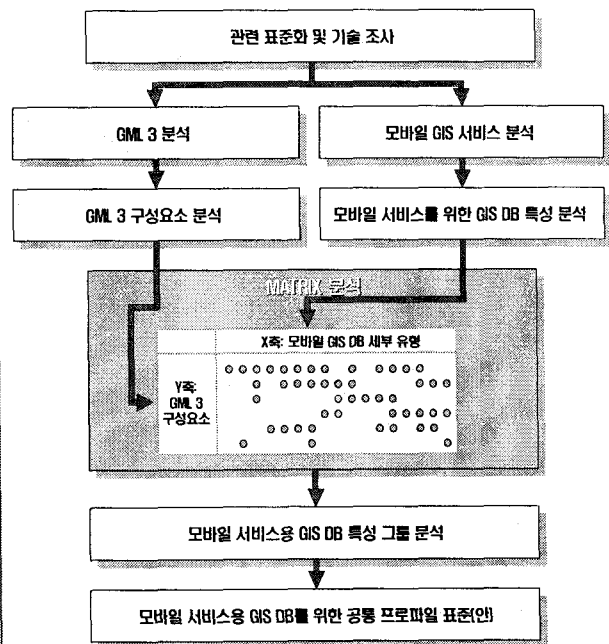 관련 표준화 및 기술 조사
GML 3 분석
모바일 GIS 서비스 분석
GML 3 구성요소 분석
모바일 서비스를 위한 GIS DB 특성 분석
MATRIX 분석
X축: 모바일 GIS DB 세부 유형
Y축:
GML 3
구성요소
모바일 서비스용 GIS DB 특성 그룹 분석
모바일 서비스용 GIS DB를 위한 공통 프로파일 표준(안)